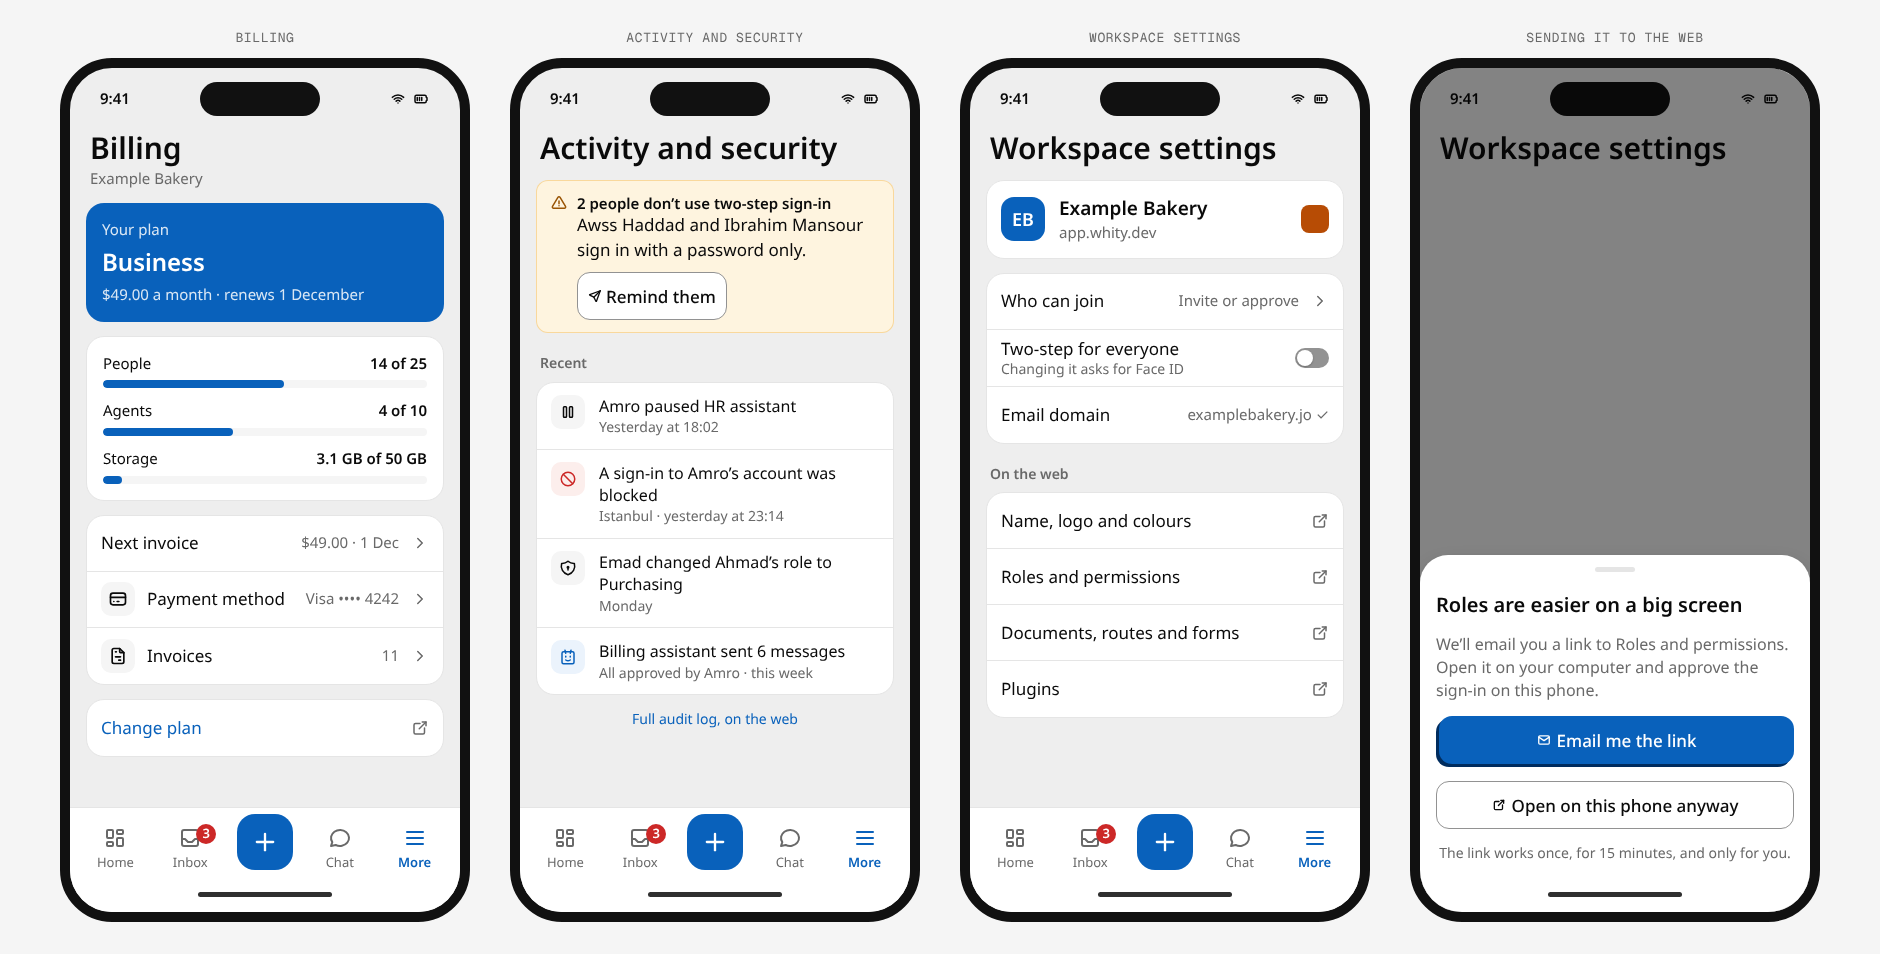 BILLING
9:41
Billing
Example Bakery
Your plan
Business
$49.00 a month · renews 1 December
People 14 of 25
Agents 4 of 10
Storage 3.1 GB of 50 GB
Next invoice $49.00 · 1 Dec
Payment method Visa •••• 4242
Invoices 11
Change plan
Home Inbox 3 Chat More
ACTIVITY AND SECURITY
9:41
Activity and security
2 people don’t use two-step sign-in
Awss Haddad and Ibrahim Mansour
sign in with a password only.
Remind them
Recent
Amro paused HR assistant
Yesterday at 18:02
A sign-in to Amro’s account was
blocked
Istanbul · yesterday at 23:14
Emad changed Ahmad’s role to
Purchasing
Monday
Billing assistant sent 6 messages
All approved by Amro · this week
Full audit log, on the web
Home Inbox 3 Chat More
WORKSPACE SETTINGS
9:41
Workspace settings
EB Example Bakery
app.whity.dev
Who can join Invite or approve
Two-step for everyone
Changing it asks for Face ID
Email domain examplebakery.jo ✓
On the web
Name, logo and colours
Roles and permissions
Documents, routes and forms
Plugins
Home Inbox 3 Chat More
SENDING IT TO THE WEB
9:41
Workspace settings
Roles are easier on a big screen
We’ll email you a link to Roles and permissions.
Open it on your computer and approve the
sign-in on this phone.
Email me the link
Open on this phone anyway
The link works once, for 15 minutes, and only for you.